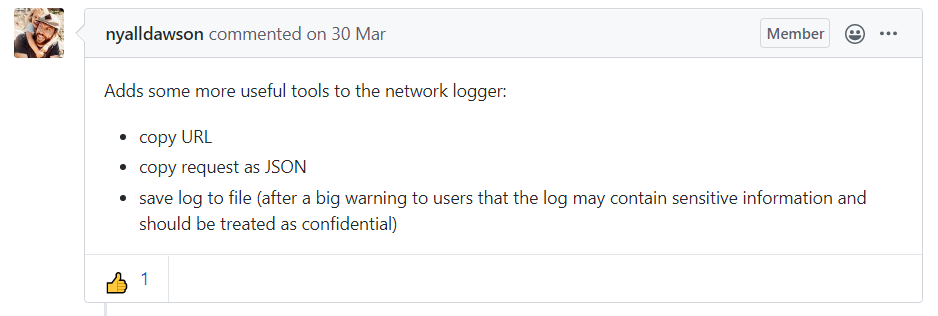 nyalldawson commented on 30 Mar
Member
Adds some more useful tools to the network logger:
• copy URL
• copy request as JSON
• save log to file (after a big warning to users that the log may contain sensitive information and
should be treated as confidential)
1